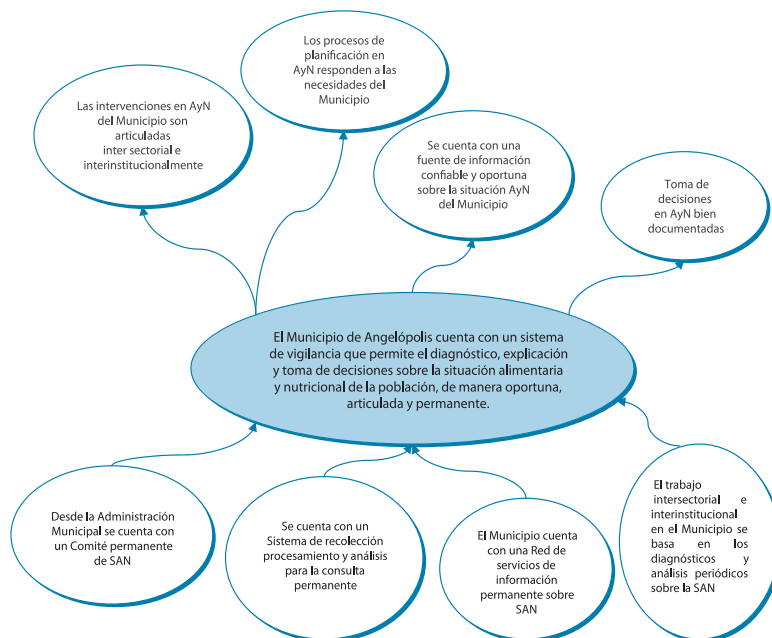 Los procesos de
planificación en
AyN responden a las
necesidades del
Municipio
Las intervenciones en AyN
del Municipio son
articuladas
inter sectorial e
interinstitucionalmente
Se cuenta con una
fuente de información
confiable y oportuna
sobre la situación AyN
del Municipio
Toma de
decisiones
en AyN bien
documentadas
El Municipio de Angelópolis cuenta con un sistema
de vigilancia que permite el diagnóstico, explicación
y toma de decisiones sobre la situación alimentaria
y nutricional de la población, de manera oportuna,
articulada y permanente.
Desde la Administración
Municipal se cuenta con
un Comité permanente
de SAN
Se cuenta con un
Sistema de recolección
procesamiento y análisis
para la consulta
permanente
El Municipio cuenta
con una Red de
servicios de
información
permanente sobre
SAN
El trabajo
intersectorial e
interinstitucional
en el Municipio se
basa en los
diagnósticos y
análisis periódicos
sobre la SAN